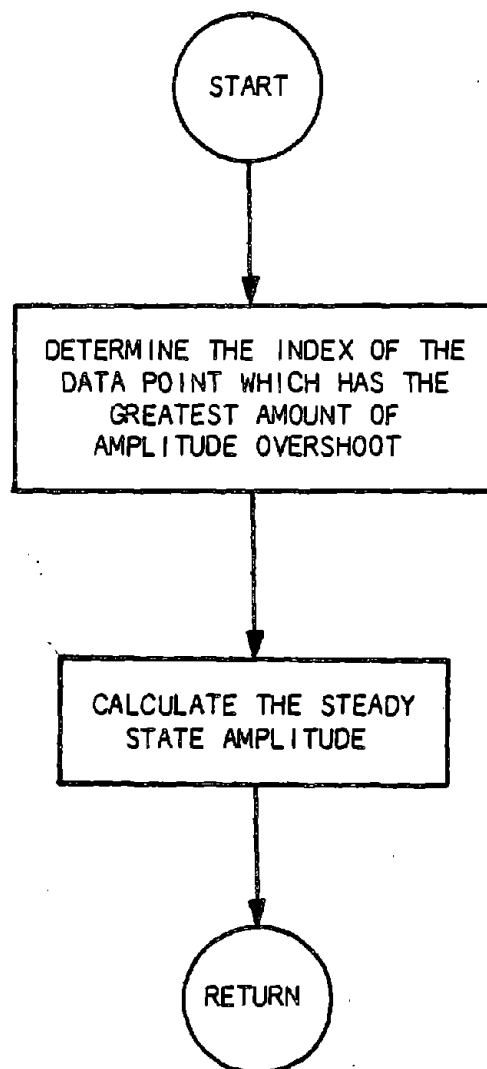 START
DETERMINE THE INDEX OF THE
DATA POINT WHICH HAS THE
GREATEST AMOUNT OF
AMPLITUDE OVERSHOOT
CALCULATE THE STEADY
STATE AMPLITUDE
RETURN